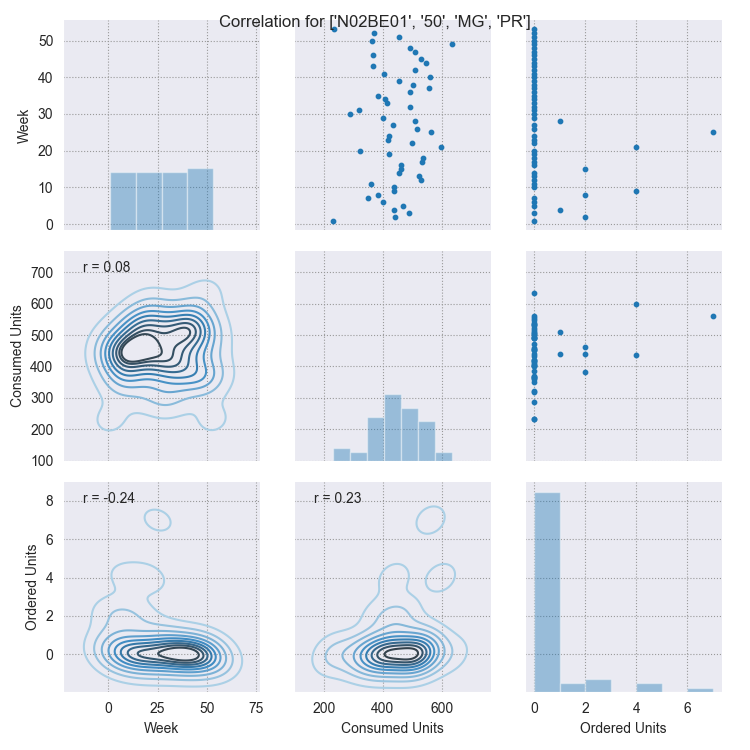 Correlation for ['N02BE01', '50', 'MG', 'PR']
Week
50
40
30
20
10
0
Consumed Units
700
600
500
400
300
200
100
r = 0.08
Ordered Units
8
6
4
2
0
r = -0.24
r = 0.23
0 25 50 75
Week
200 400 600
Consumed Units
0 2 4 6
Ordered Units